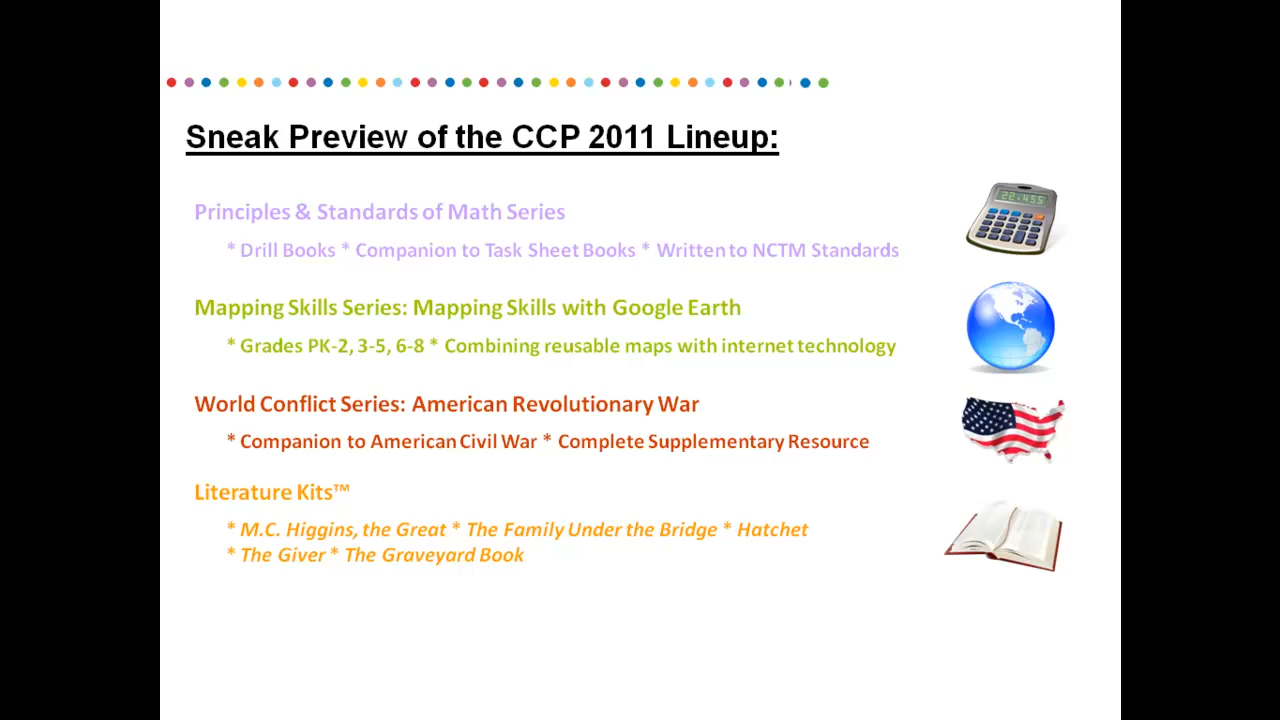 Sneak Preview of the CCP 2011 Lineup:
Principles & Standards of Math Series
* Drill Books * Companion to Task Sheet Books * Written to NCTM Standards
22.455
Mapping Skills Series: Mapping Skills with Google Earth
* Grades PK-2, 3-5, 6-8 * Combining reusable maps with internet technology
World Conflict Series: American Revolutionary War
* Companion to American Civil War * Complete Supplementary Resource
Literature Kits™
* M.C. Higgins, the Great * The Family Under the Bridge * Hatchet
* The Giver * The Graveyard Book